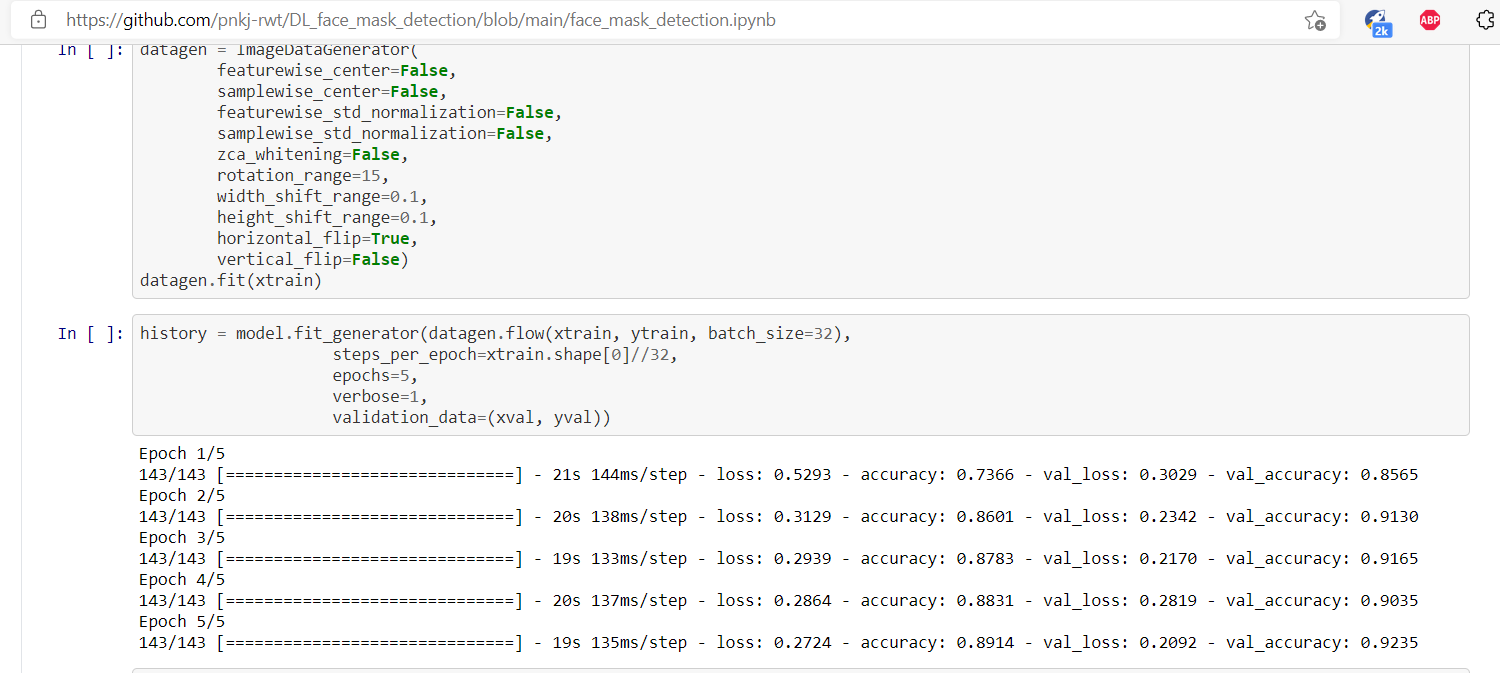 https://github.com/pnkj-rwt/DL_face_mask_detection/blob/main/face_mask_detection.ipynb
2k
ABP
In [ ]: datagen = ImageDataGenerator(
featurewise_center=False,
samplewise_center=False,
featurewise_std_normalization=False,
samplewise_std_normalization=False,
zca_whitening=False,
rotation_range=15,
width_shift_range=0.1,
height_shift_range=0.1,
horizontal_flip=True,
vertical_flip=False)
datagen.fit(xtrain)
In [ ]: history = model.fit_generator(datagen.flow(xtrain, ytrain, batch_size=32),
steps_per_epoch=xtrain.shape[0]//32,
epochs=5,
verbose=1,
validation_data=(xval, yval))
Epoch 1/5
143/143 [==============================] - 21s 144ms/step - loss: 0.5293 - accuracy: 0.7366 - val_loss: 0.3029 - val_accuracy: 0.8565
Epoch 2/5
143/143 [==============================] - 20s 138ms/step - loss: 0.3129 - accuracy: 0.8601 - val_loss: 0.2342 - val_accuracy: 0.9130
Epoch 3/5
143/143 [==============================] - 19s 133ms/step - loss: 0.2939 - accuracy: 0.8783 - val_loss: 0.2170 - val_accuracy: 0.9165
Epoch 4/5
143/143 [==============================] - 20s 137ms/step - loss: 0.2864 - accuracy: 0.8831 - val_loss: 0.2819 - val_accuracy: 0.9035
Epoch 5/5
143/143 [==============================] - 19s 135ms/step - loss: 0.2724 - accuracy: 0.8914 - val_loss: 0.2092 - val_accuracy: 0.9235